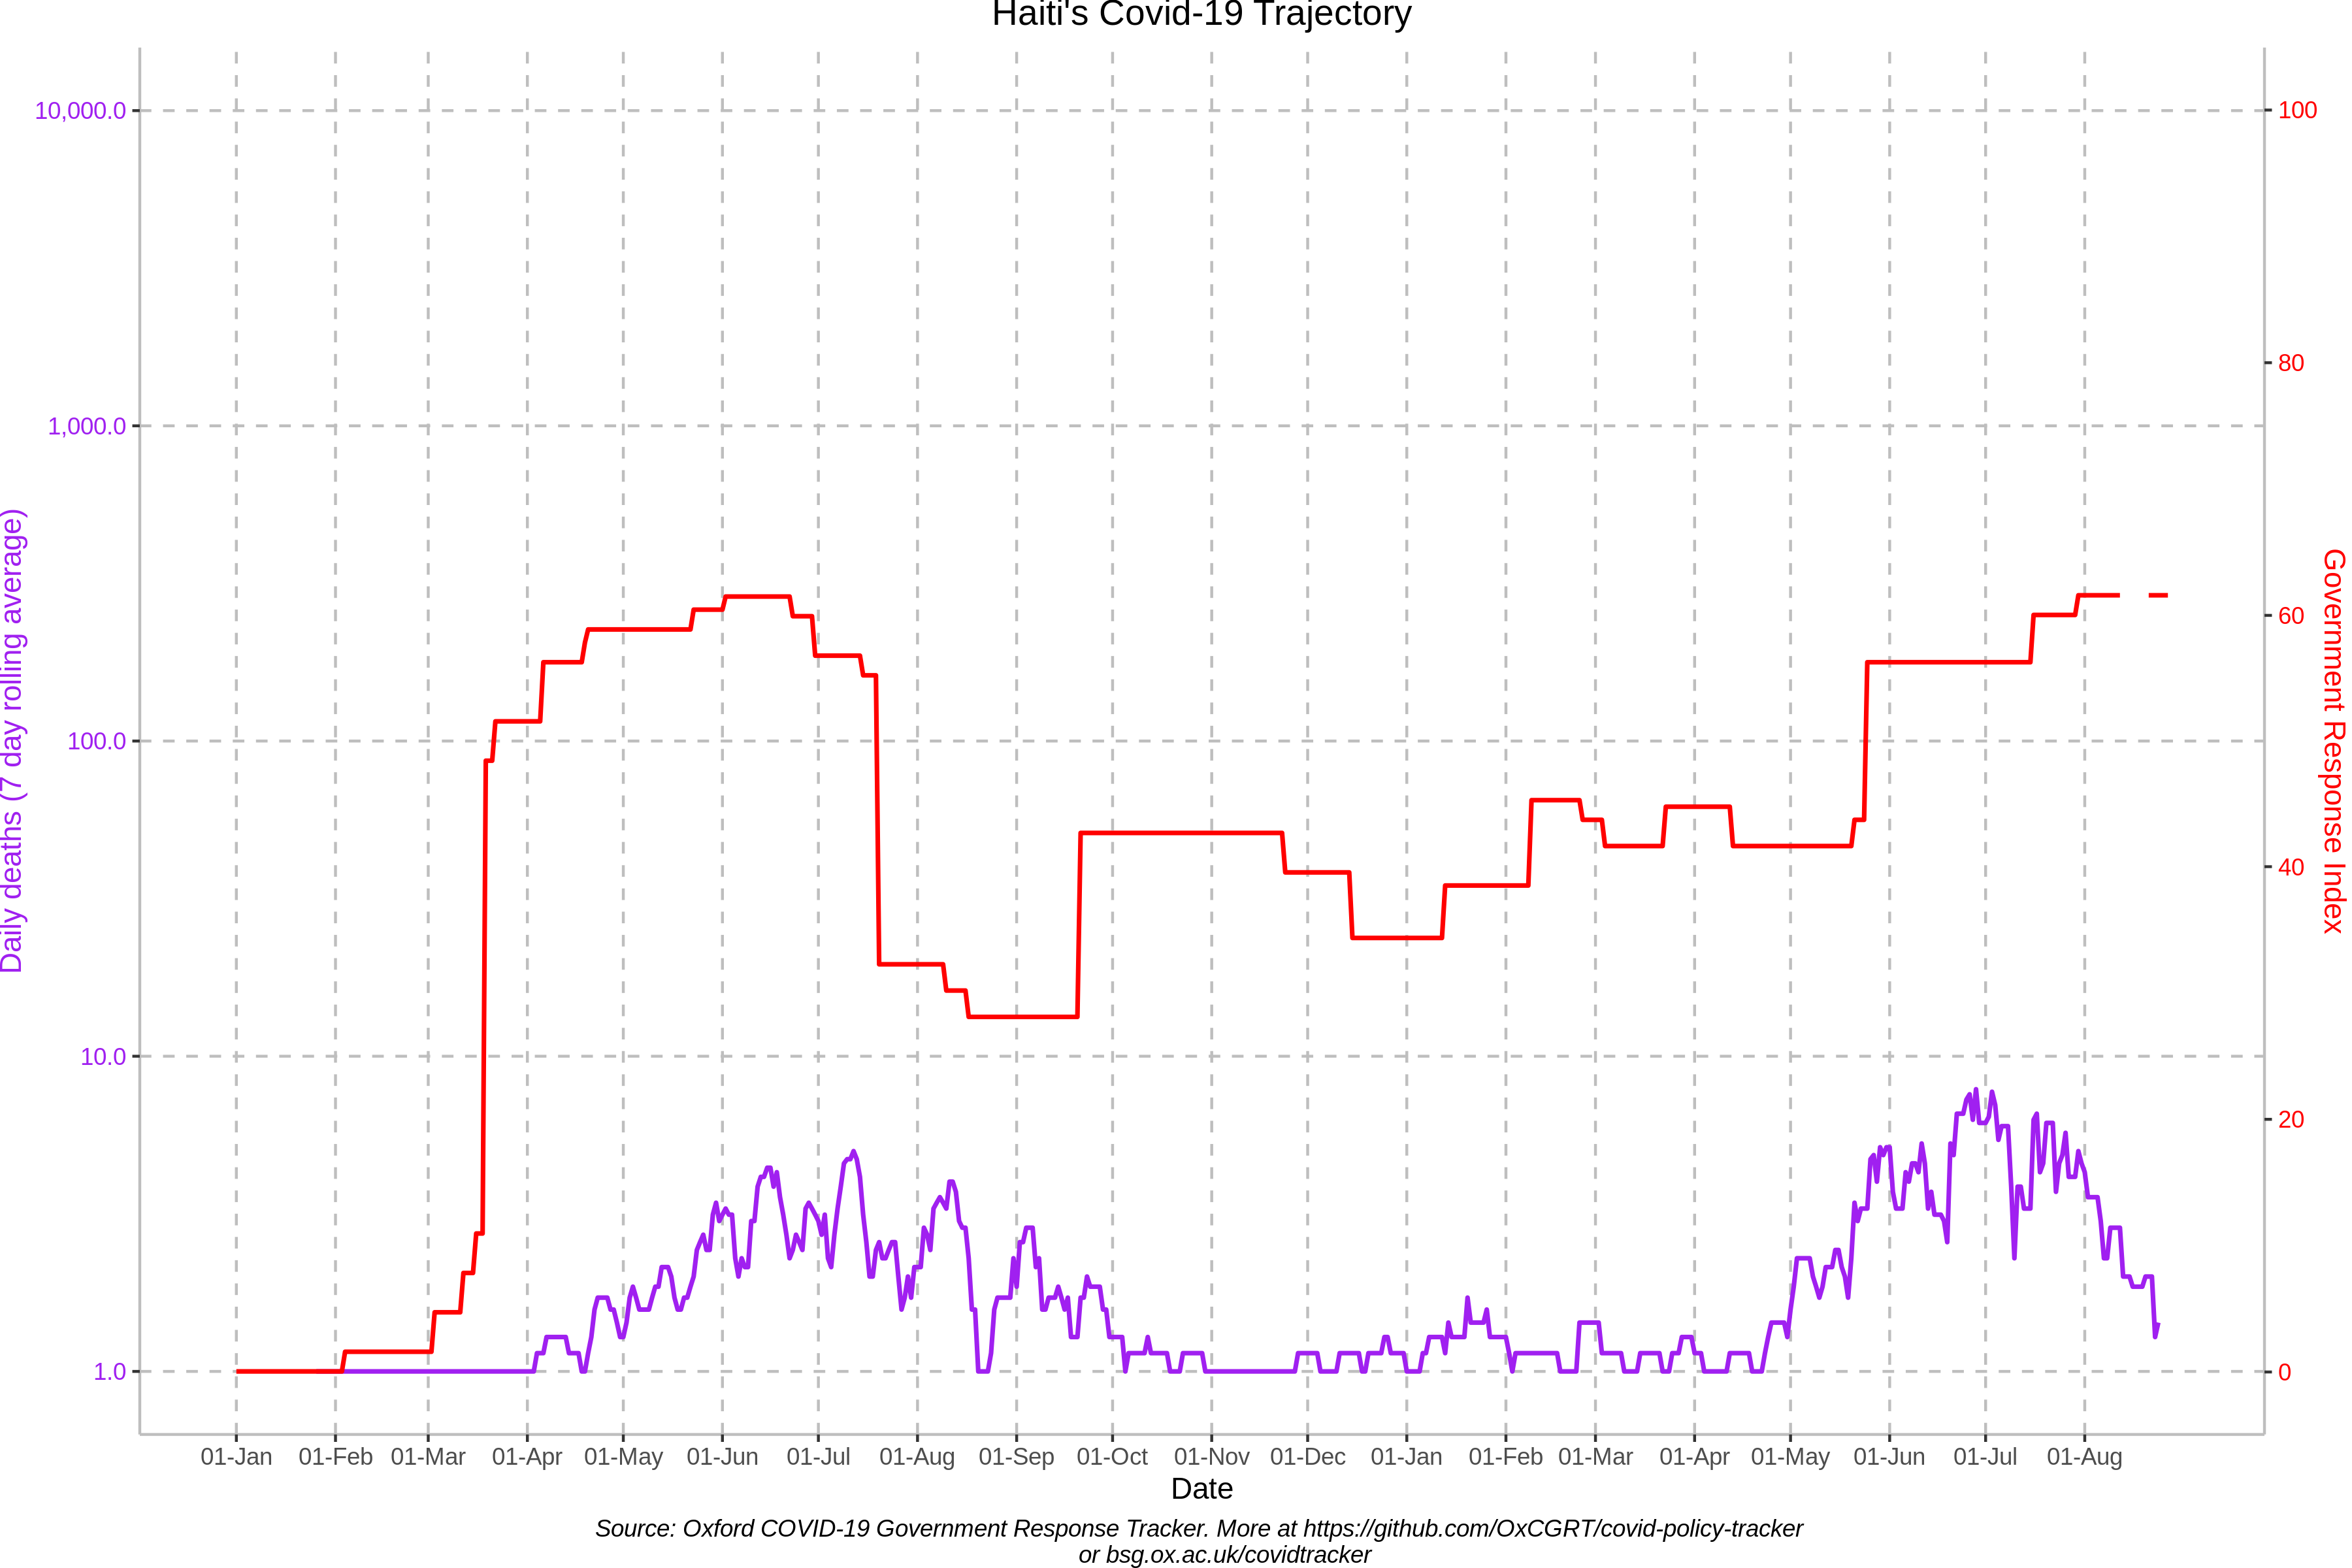 Haiti's Covid-19 Trajectory
10,000.0
1,000.0
100.0
10.0
1.0
Daily deaths (7 day rolling average)
100
80
60
40
20
0
Government Response Index
01-Jan 01-Feb 01-Mar 01-Apr 01-May 01-Jun 01-Jul 01-Aug 01-Sep 01-Oct 01-Nov 01-Dec 01-Jan 01-Feb 01-Mar 01-Apr 01-May 01-Jun 01-Jul 01-Aug
Date
Source: Oxford COVID-19 Government Response Tracker. More at https://github.com/OxCGRT/covid-policy-tracker
or bsg.ox.ac.uk/covidtracker